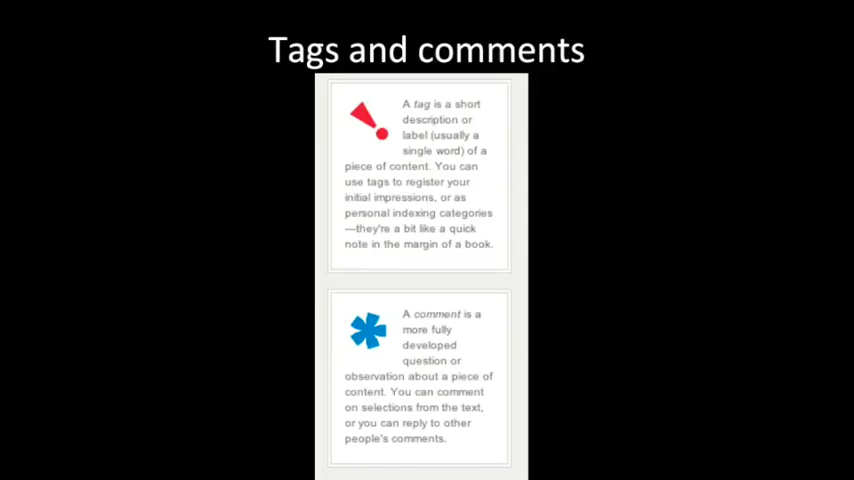 Tags and comments
A tag is a short
description or
label (usually a
single word) of a
piece of content. You can
use tags to register your
initial impressions, or as
personal indexing categories
—they're a bit like a quick
note in the margin of a book.
A comment is a
more fully
developed
question or
observation about a piece of
content. You can comment
on selections from the text,
or you can reply to other
people's comments.